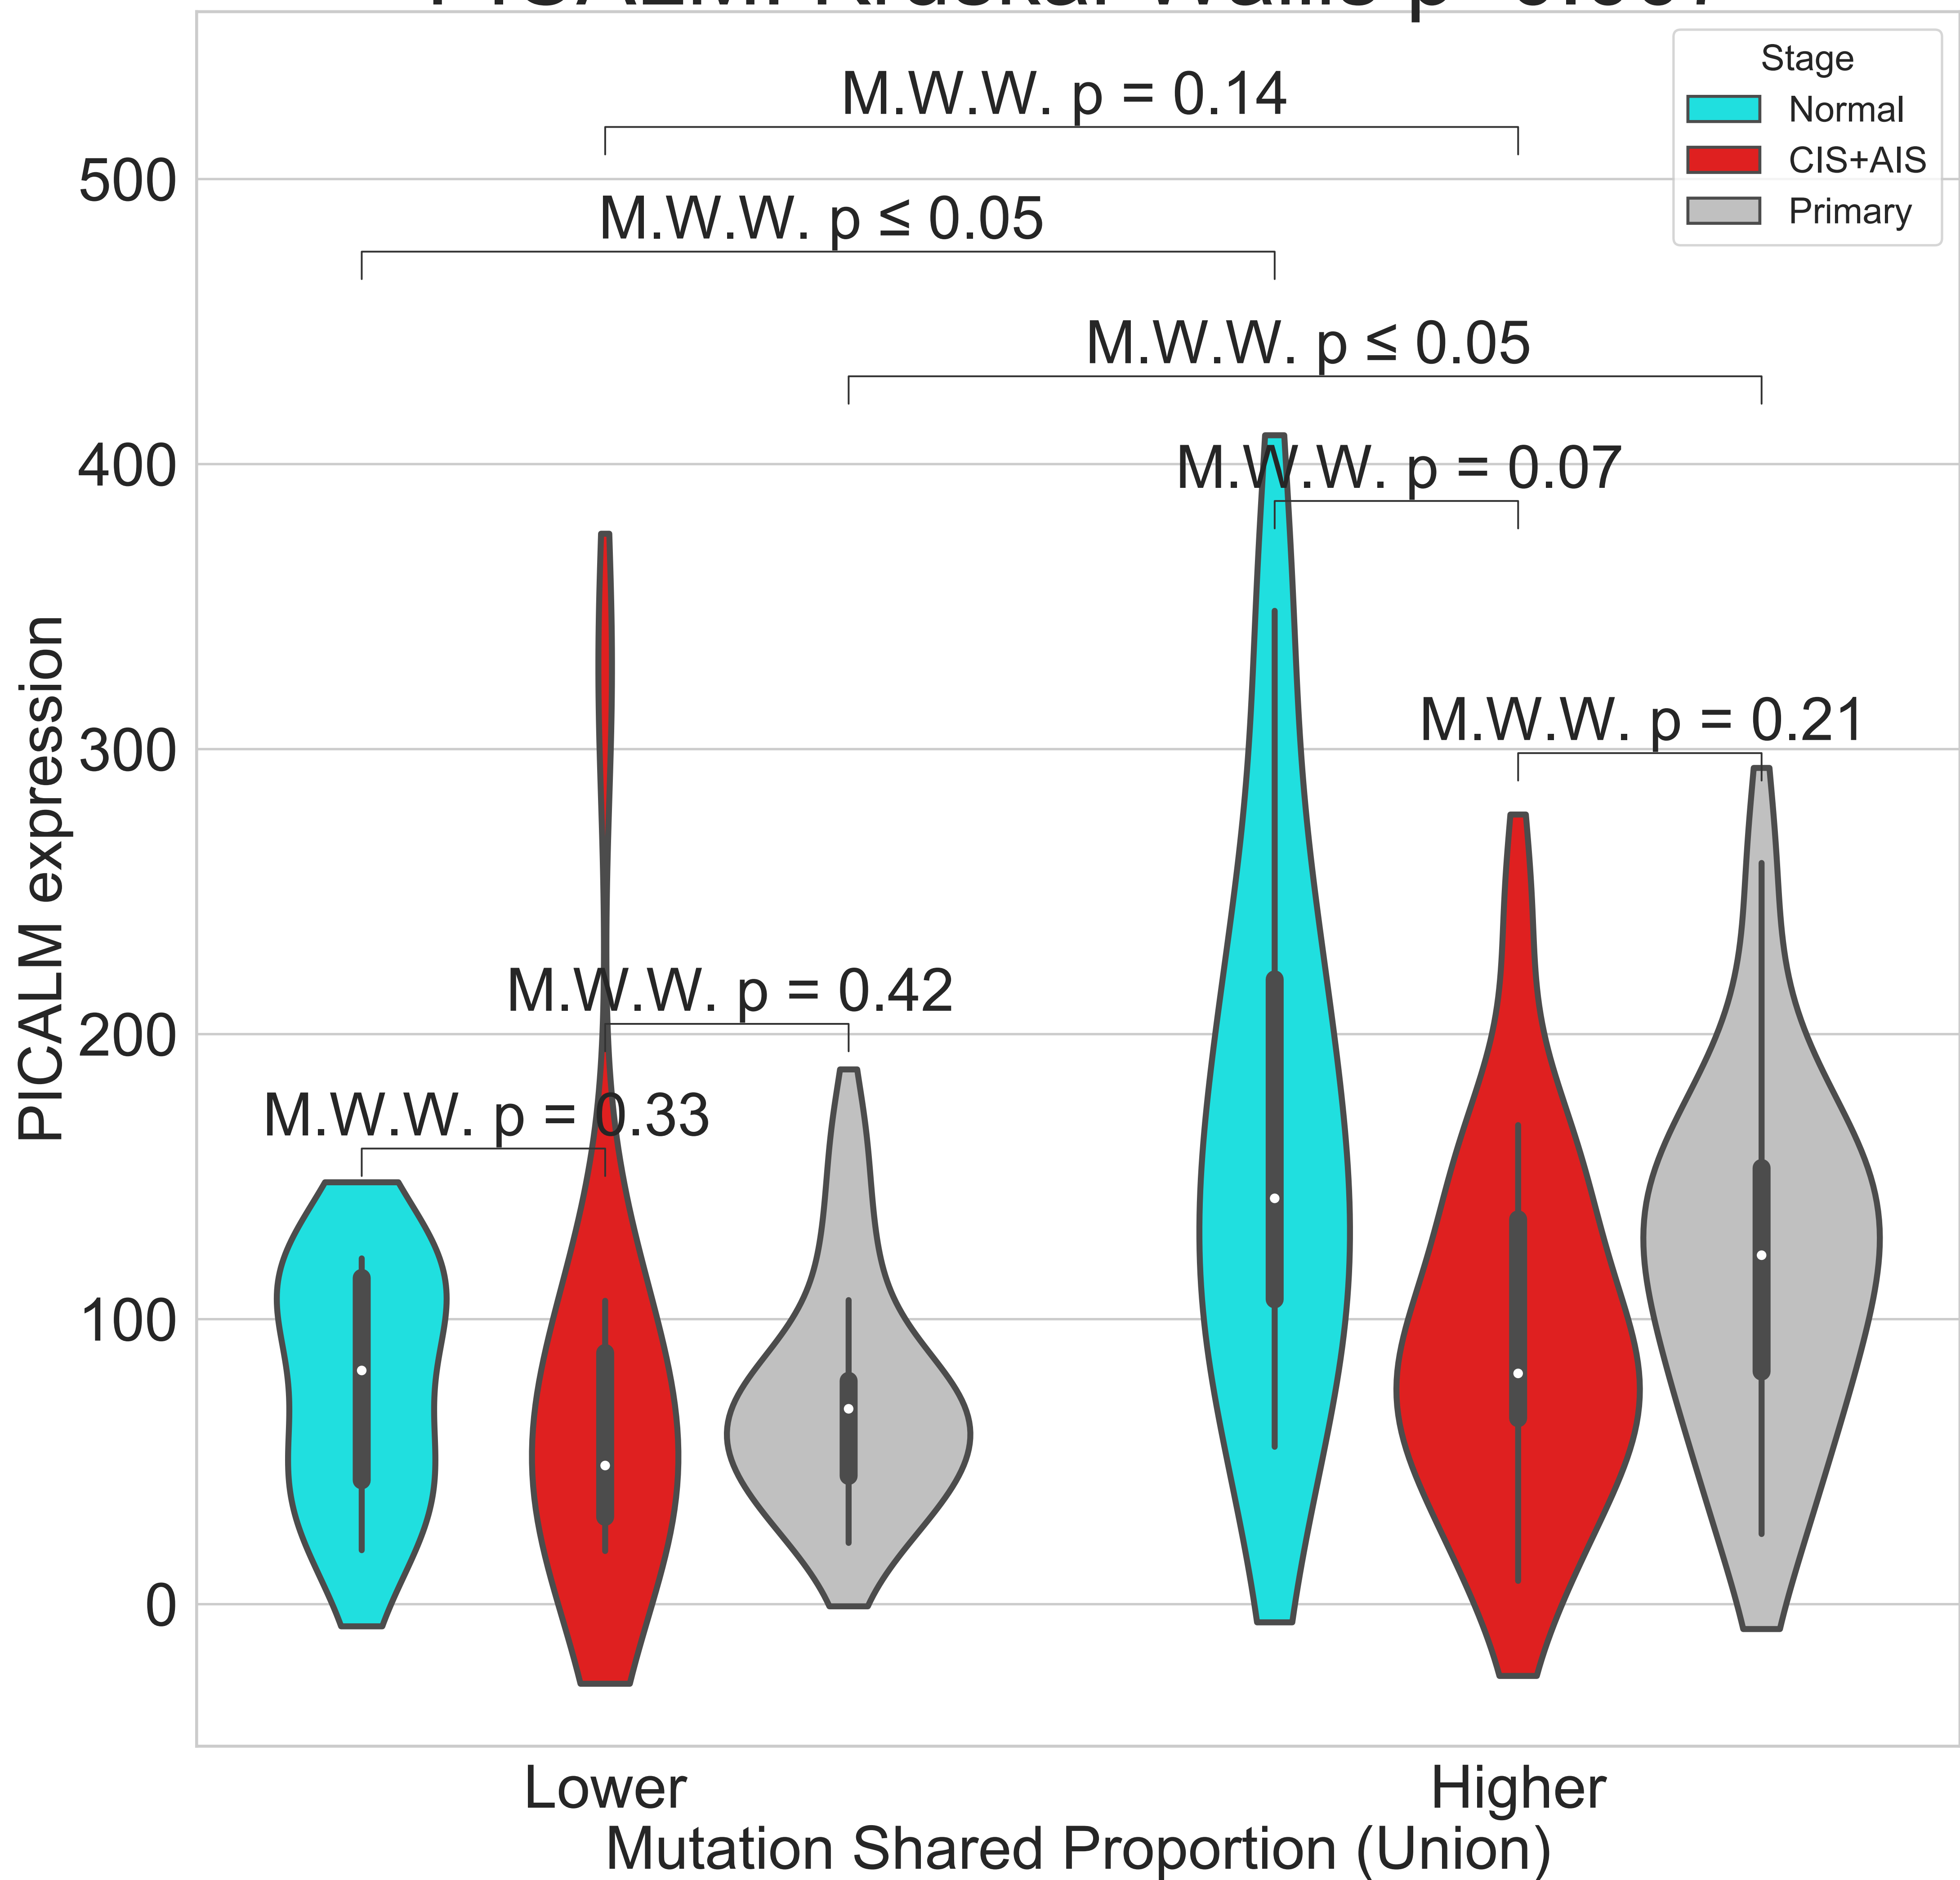 Stage
Normal
CIS+AIS
Primary
M.W.W. p = 0.14
M.W.W. p ≤ 0.05
M.W.W. p ≤ 0.05
M.W.W. p = 0.07
M.W.W. p = 0.21
M.W.W. p = 0.42
M.W.W. p = 0.33
500
400
300
200
100
0
PICALM expression
Lower
Higher
Mutation Shared Proportion (Union)